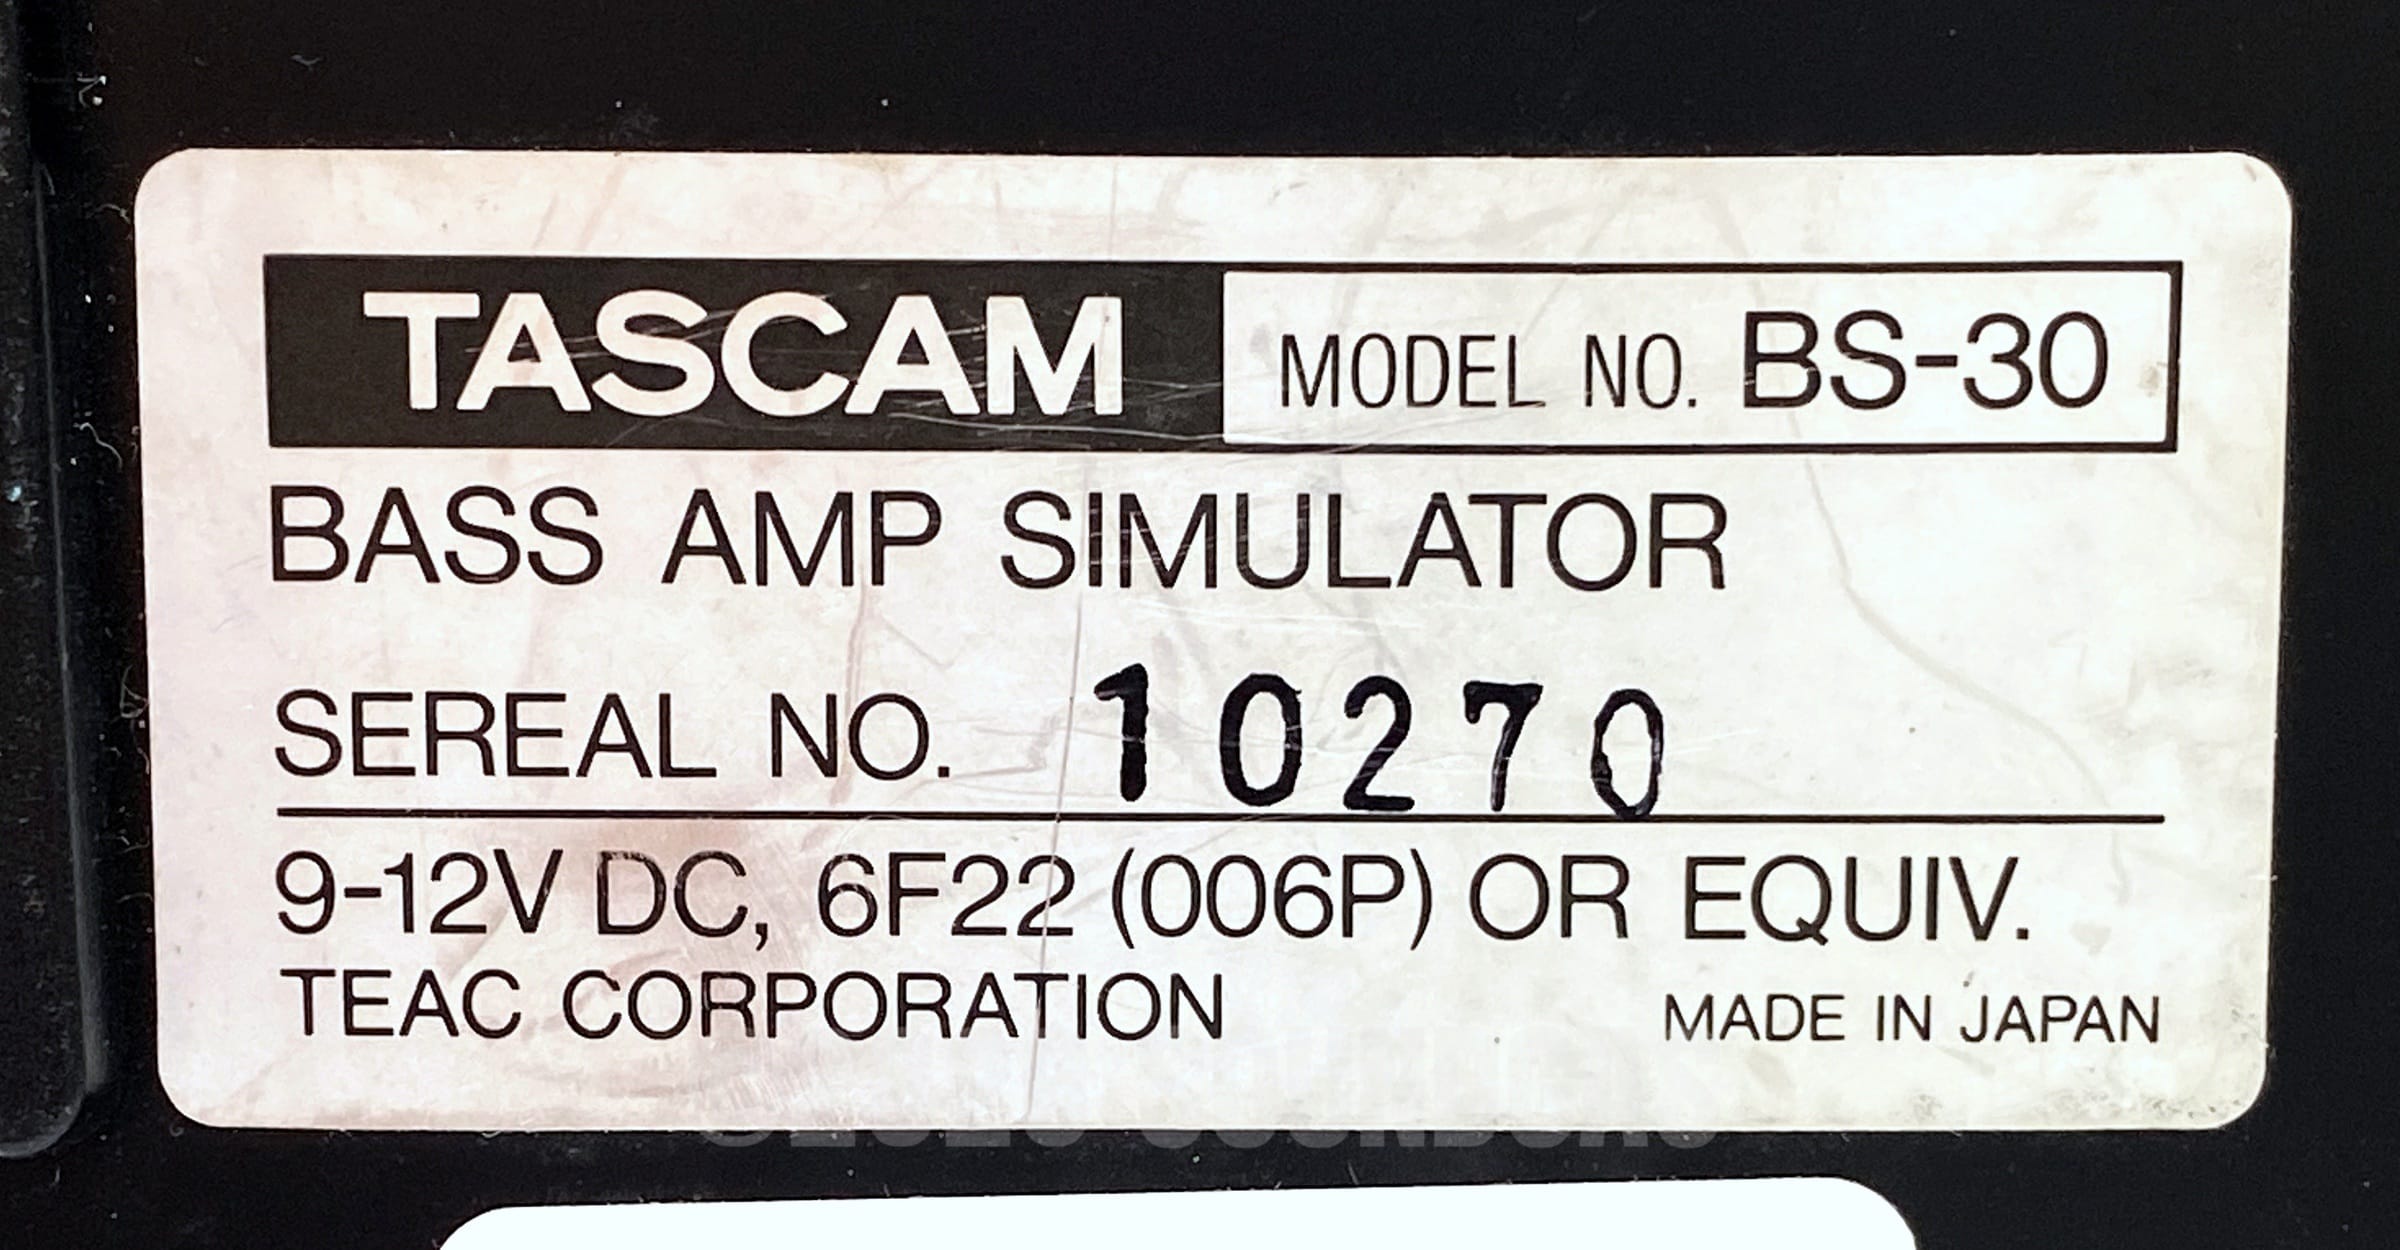 TASCAM MODEL NO. BS-30
BASS AMP SIMULATOR
SEREAL NO. 10270
9-12V DC, 6F22 (006P) OR EQUIV.
TEAC CORPORATION MADE IN JAPAN